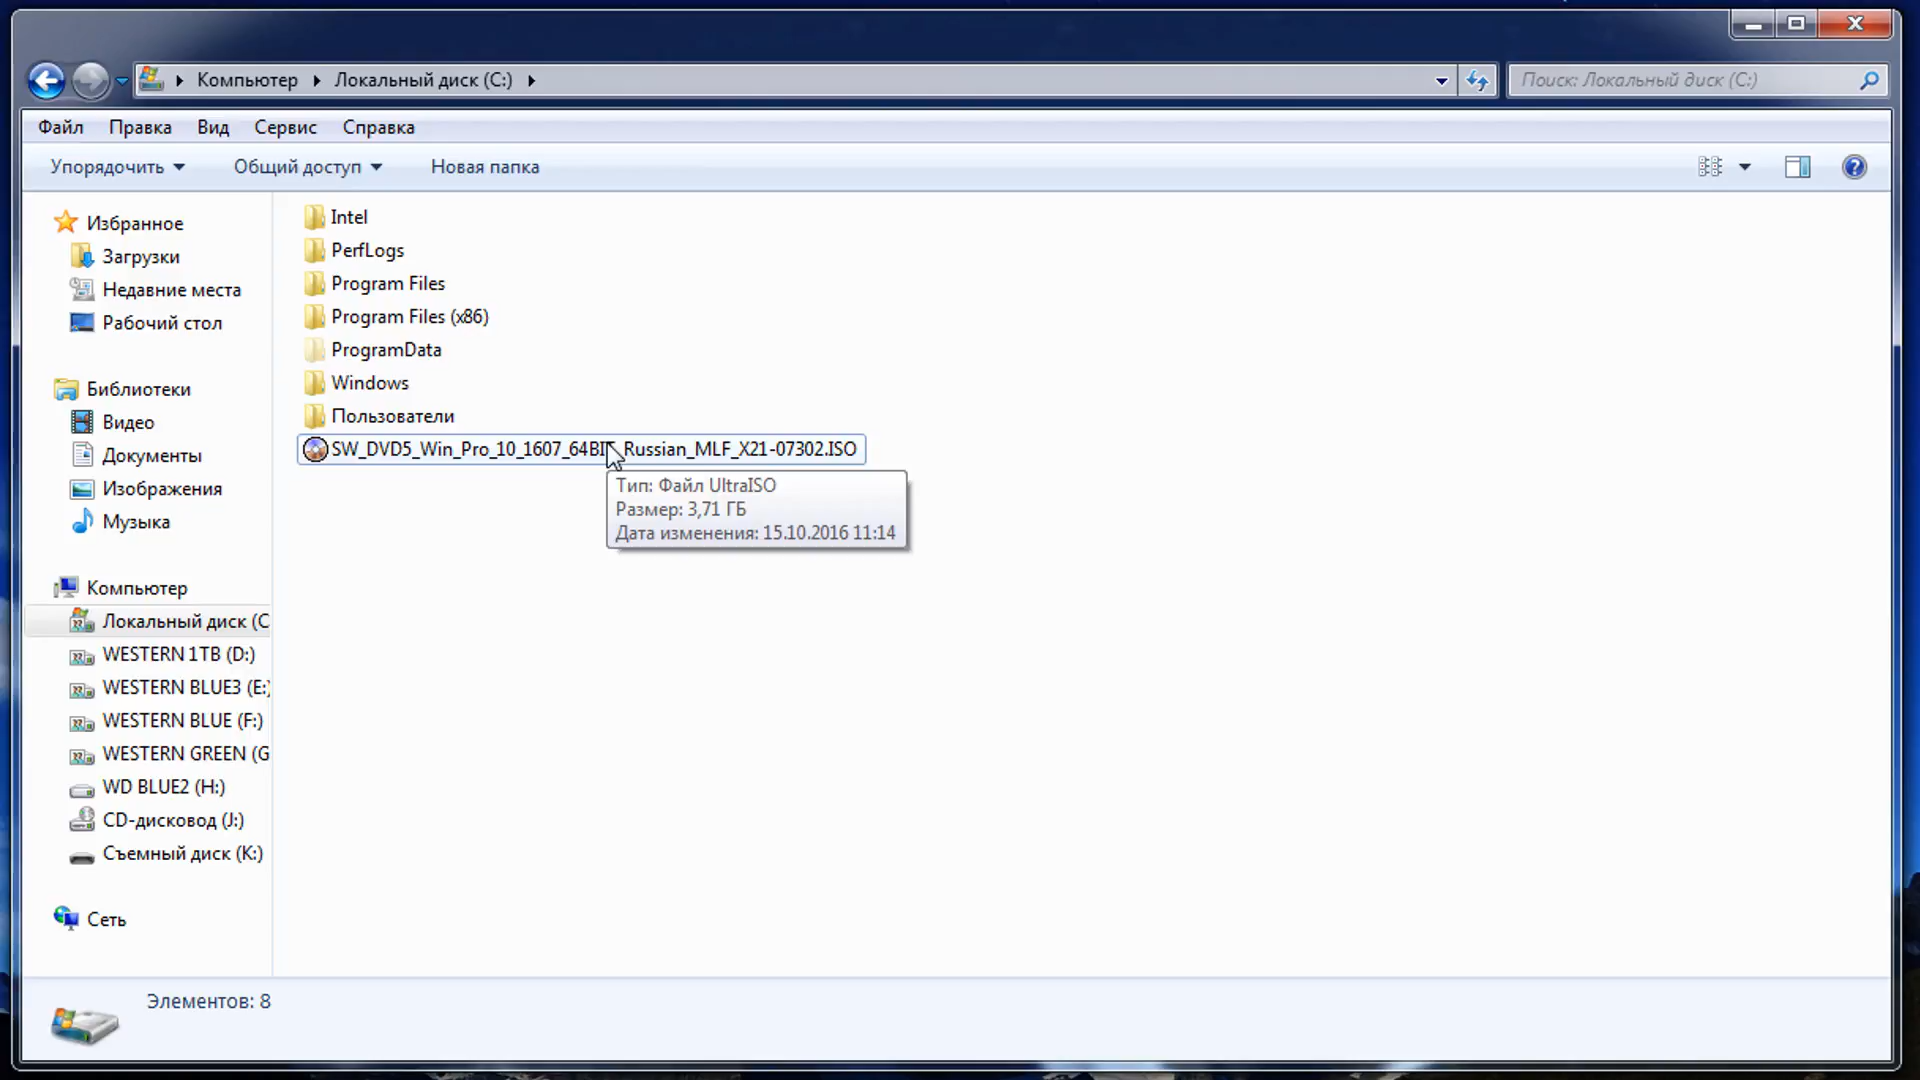 Компьютер
Локальный диск (C:)
Поиск: Локальный диск (C:)
Файл
Правка
Вид
Сервис
Справка
Упорядочить
Общий доступ
Новая папка
Избранное
Загрузки
Недавние места
Рабочий стол
Библиотеки
Видео
Документы
Изображения
Музыка
Компьютер
Локальный диск (C
WESTERN 1TB (D:)
WESTERN BLUE3 (E:)
WESTERN BLUE (F:)
WESTERN GREEN (G
WD BLUE2 (H:)
CD-дисковод (J:)
Съемный диск (K:)
Сеть
Intel
PerfLogs
Program Files
Program Files (x86)
ProgramData
Windows
Пользователи
SW_DVD5_Win_Pro_10_1607_64BIT_Russian_MLF_X21-07302.ISO
Тип: Файл UltraISO
Размер: 3,71 ГБ
Дата изменения: 15.10.2016 11:14
Элементов: 8